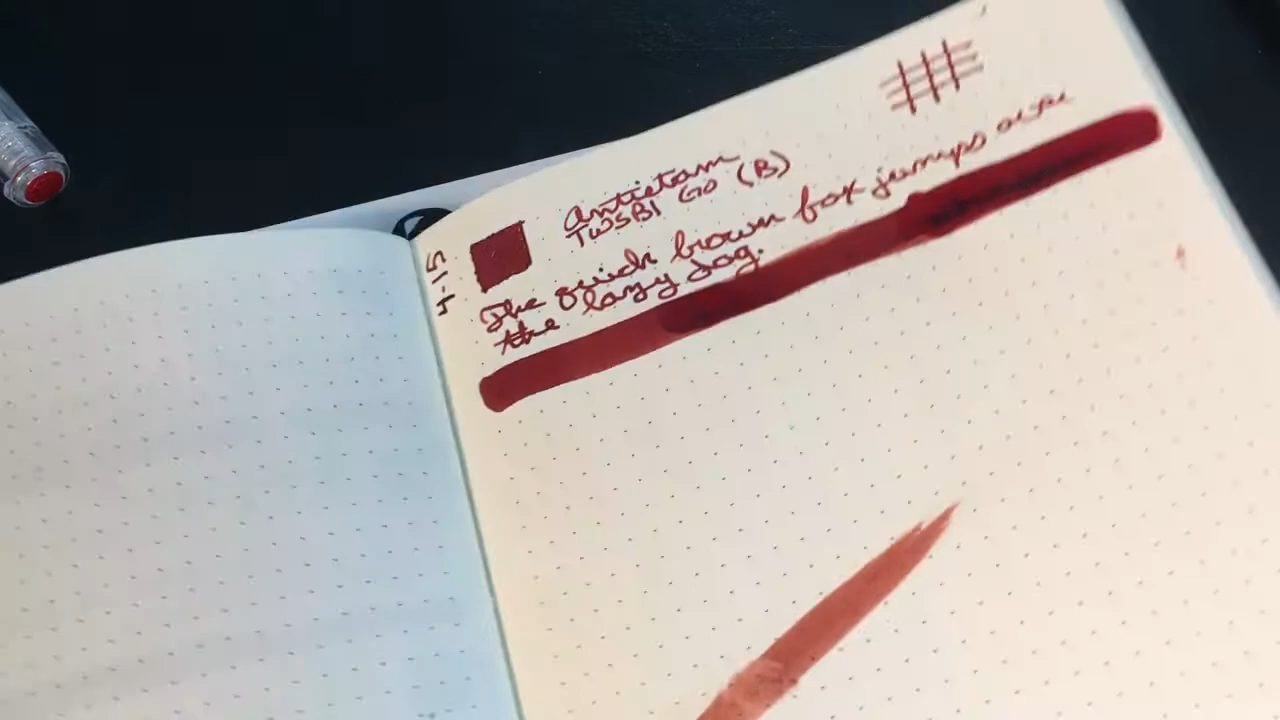 Antietam
TWSBI GO (B)
The quick brown fox jumps over
the lazy dog.
4-15